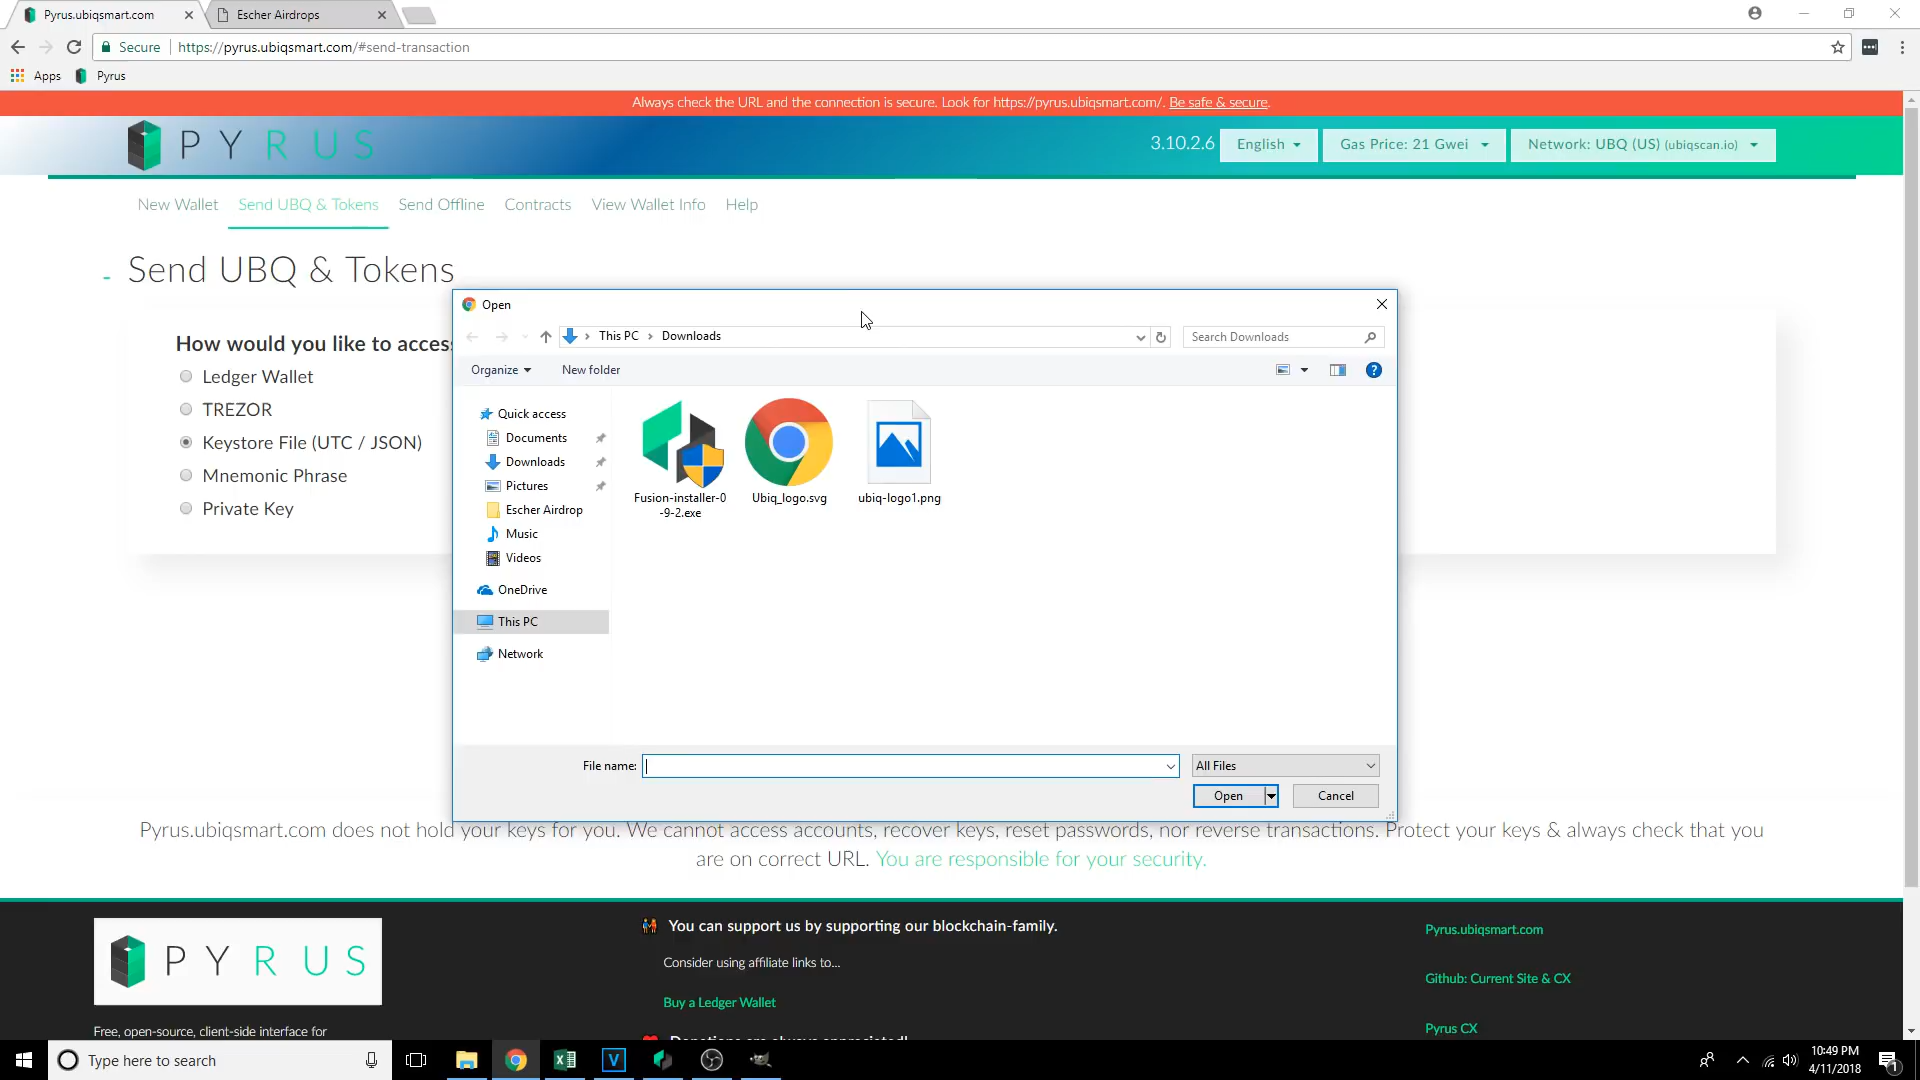 Pyrus.ubiqsmart.com
Escher Airdrops
Secure
https://pyrus.ubiqsmart.com/#send-transaction
Apps
Pyrus
Always check the URL and the connection is secure. Look for https://pyrus.ubiqsmart.com/. Be safe & secure.
PYRUS
3.10.2.6
English
Gas Price: 21 Gwei
Network: UBQ (US) (ubiqscan.io)
New Wallet
Send UBQ & Tokens
Send Offline
Contracts
View Wallet Info
Help
- Send UBQ & Tokens
How would you like to access
Ledger Wallet
TREZOR
Keystore File (UTC / JSON)
Mnemonic Phrase
Private Key
Open
This PC > Downloads
Search Downloads
Organize
New folder
?
Quick access
Documents
Downloads
Pictures
Escher Airdrop
Music
Videos
OneDrive
This PC
Network
Fusion-installer-0
-9-2.exe
Ubiq_logo.svg
ubiq-logo1.png
File name:
All Files
Open
Cancel
Pyrus.ubiqsmart.com does not hold your keys for you. We cannot access accounts, recover keys, reset passwords, nor reverse transactions. Protect your keys & always check that you
are on correct URL. You are responsible for your security.
PYRUS
Free, open-source, client-side interface for
You can support us by supporting our blockchain-family.
Consider using affiliate links to...
Buy a Ledger Wallet
Donations are always appreciated!
Pyrus.ubiqsmart.com
Github: Current Site & CX
Pyrus CX
Type here to search
V
10:49 PM
4/11/2018
1